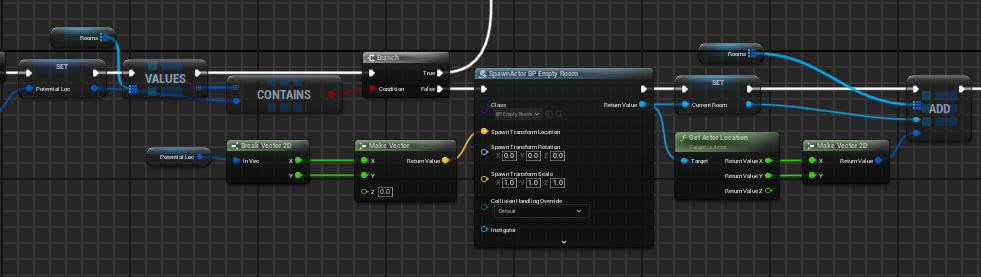 Rooms
SET
Potential Loc
VALUES
CONTAINS
Branch
True
Condition
False
Potential Loc
Break Vector 2D
In Vec
X
Y
Make Vector
X
Return Value
Y
Z 0.0
SpawnActor BP Empty Room
Class
Return Value
BP Empty Room
Spawn Transform Location
Spawn Transform Rotation
X 0.0 Y 0.0 Z 0.0
Spawn Transform Scale
X 1.0 Y 1.0 Z 1.0
Collision Handling Override
Default
Instigator
Rooms
SET
Current Room
ADD
Get Actor Location
Target is Actor
Target
Return Value X
Return Value Y
Return Value Z
Make Vector 2D
X
Return Value
Y